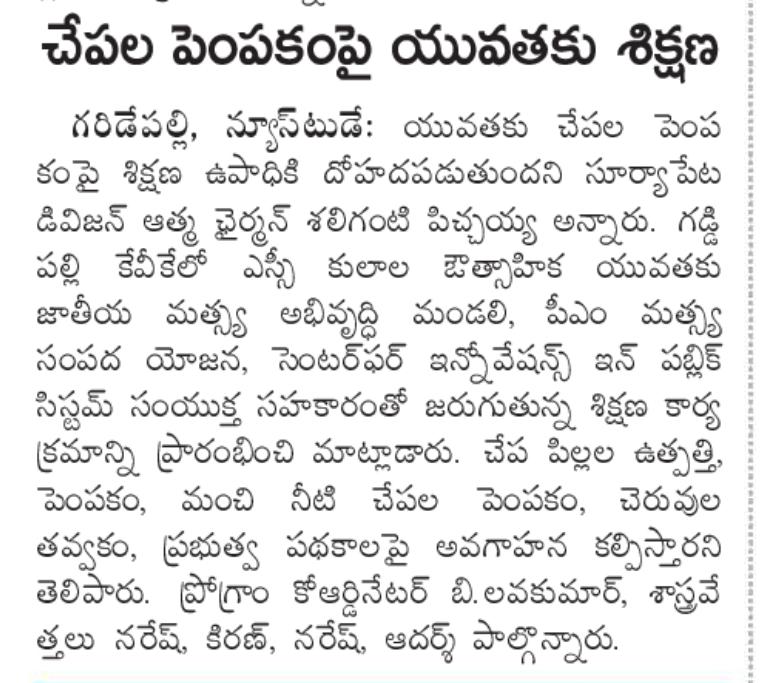 చేపల పెంపకంపై యువతకు శిక్షణ
గరిడేపల్లి, న్యూస్‌టుడే: యువతకు చేపల పెంప
కంపై శిక్షణ ఉపాధికి దోహదపడుతుందని సూర్యాపేట
డివిజన్ ఆత్మ ఛైర్మన్ శలిగంటి పిచ్చయ్య అన్నారు. గడ్డి
పల్లి కేవీకేలో ఎస్సీ కులాల ఔత్సాహిక యువతకు
జాతీయ మత్స్య అభివృద్ధి మండలి, పీఎం మత్స్య
సంపద యోజన, సెంటర్‌ఫర్ ఇన్నోవేషన్స్ ఇన్ పబ్లిక్
సిస్టమ్ సంయుక్త సహకారంతో జరుగుతున్న శిక్షణ కార్య
క్రమాన్ని ప్రారంభించి మాట్లాడారు. చేప పిల్లల ఉత్పత్తి,
పెంపకం, మంచి నీటి చేపల పెంపకం, చెరువుల
తవ్వకం, ప్రభుత్వ పథకాలపై అవగాహన కల్పిస్తారని
తెలిపారు. ప్రోగ్రాం కోఆర్డినేటర్ బి.లవకుమార్, శాస్త్రవే
త్తలు నరేష్, కిరణ్, నరేష్, ఆదర్శ్ పాల్గొన్నారు.